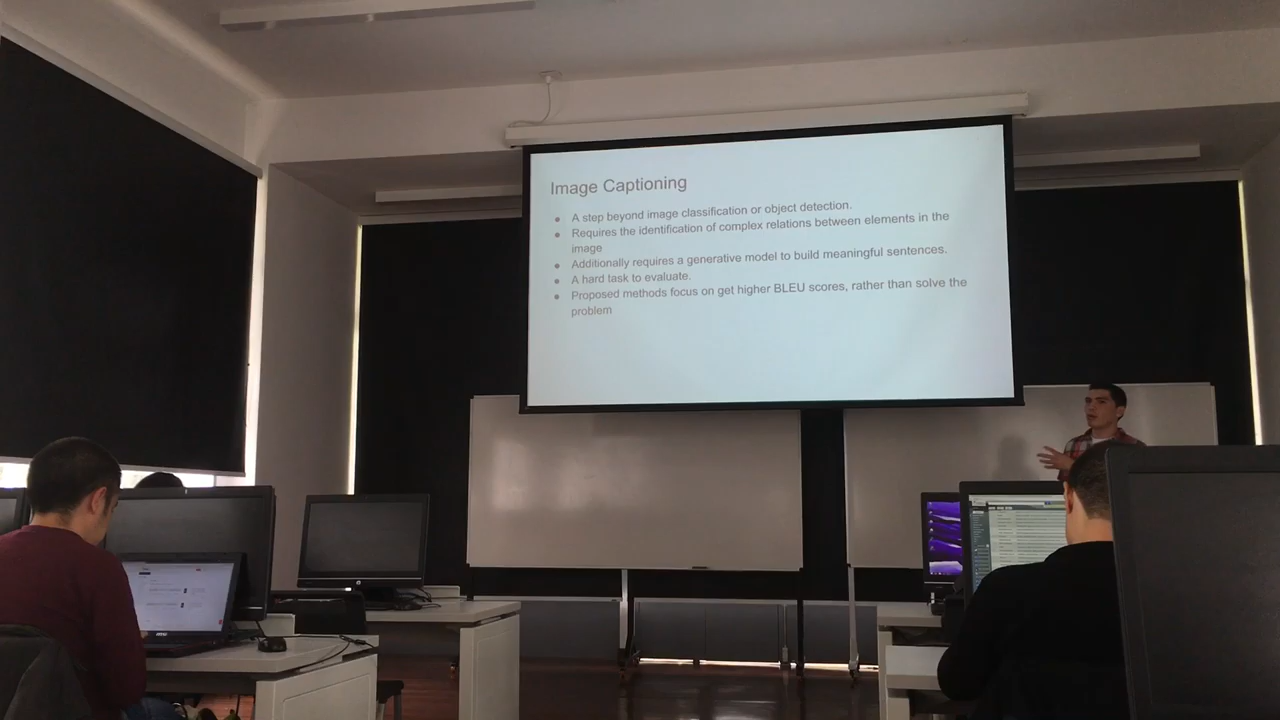 Image Captioning
● A step beyond image classification or object detection.
● Requires the identification of complex relations between elements in the
image
● Additionally requires a generative model to build meaningful sentences.
● A hard task to evaluate.
● Proposed methods focus on get higher BLEU scores, rather than solve the
problem